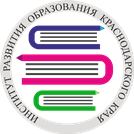 ИНСТИТУТ РАЗВИТИЯ ОБРАЗОВАНИЯ КРАСНОДАРСКОГО КРАЯ